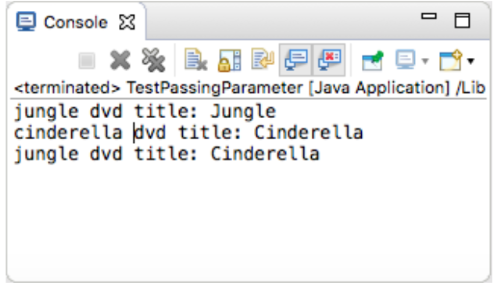 Console
<terminated> TestPassingParameter [Java Application] /Lib
jungle dvd title: Jungle
cinderella dvd title: Cinderella
jungle dvd title: Cinderella